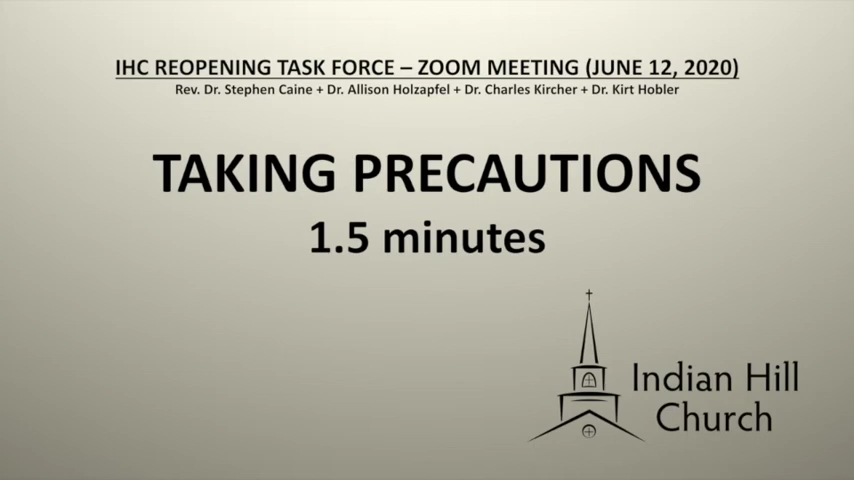 IHC REOPENING TASK FORCE – ZOOM MEETING (JUNE 12, 2020)
Rev. Dr. Stephen Caine + Dr. Allison Holzapfel + Dr. Charles Kircher + Dr. Kirt Hobler
TAKING PRECAUTIONS
1.5 minutes
Indian Hill
Church